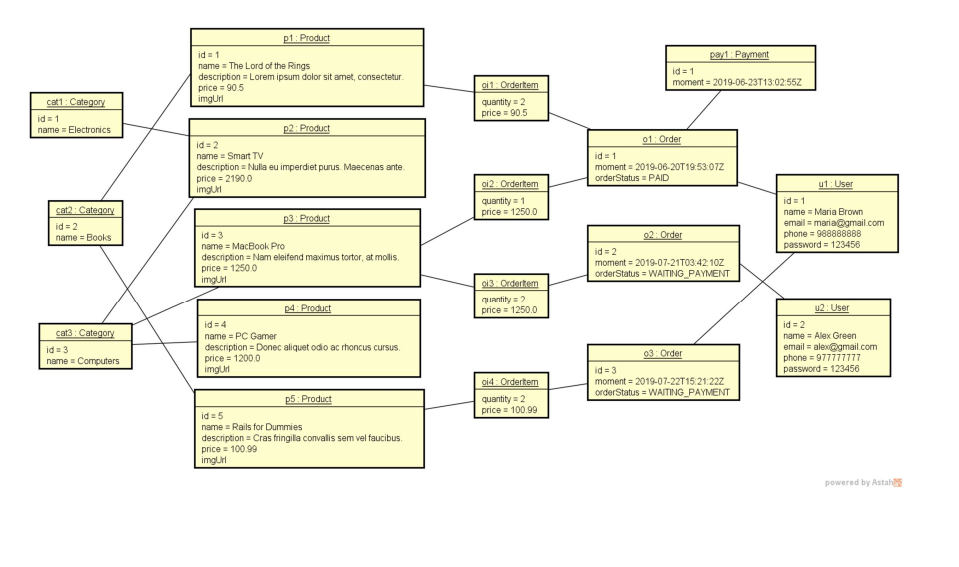 p1 : Product
id = 1
name = The Lord of the Rings
description = Lorem ipsum dolor sit amet, consectetur.
price = 90.5
imgUrl
pay1 : Payment
id = 1
moment = 2019-06-23T13:02:55Z
oi1 : OrderItem
quantity = 2
price = 90.5
cat1 : Category
id = 1
name = Electronics
p2 : Product
id = 2
name = Smart TV
description = Nulla eu imperdiet purus. Maecenas ante.
price = 2190.0
imgUrl
o1 : Order
id = 1
moment = 2019-06-20T19:53:07Z
orderStatus = PAID
oi2 : OrderItem
quantity = 1
price = 1250.0
u1 : User
id = 1
name = Maria Brown
email = maria@gmail.com
phone = 988888888
password = 123456
cat2 : Category
id = 2
name = Books
p3 : Product
id = 3
name = MacBook Pro
description = Nam eleifend maximus tortor, at mollis.
price = 1250.0
imgUrl
o2 : Order
id = 2
moment = 2019-07-21T03:42:10Z
orderStatus = WAITING_PAYMENT
oi3 : OrderItem
quantity = 2
price = 1250.0
p4 : Product
id = 4
name = PC Gamer
description = Donec aliquet odio ac rhoncus cursus.
price = 1200.0
imgUrl
u2 : User
id = 2
name = Alex Green
email = alex@gmail.com
phone = 977777777
password = 123456
cat3 : Category
id = 3
name = Computers
o3 : Order
id = 3
moment = 2019-07-22T15:21:22Z
orderStatus = WAITING_PAYMENT
oi4 : OrderItem
quantity = 2
price = 100.99
p5 : Product
id = 5
name = Rails for Dummies
description = Cras fringilla convallis sem vel faucibus.
price = 100.99
imgUrl
powered by Astah